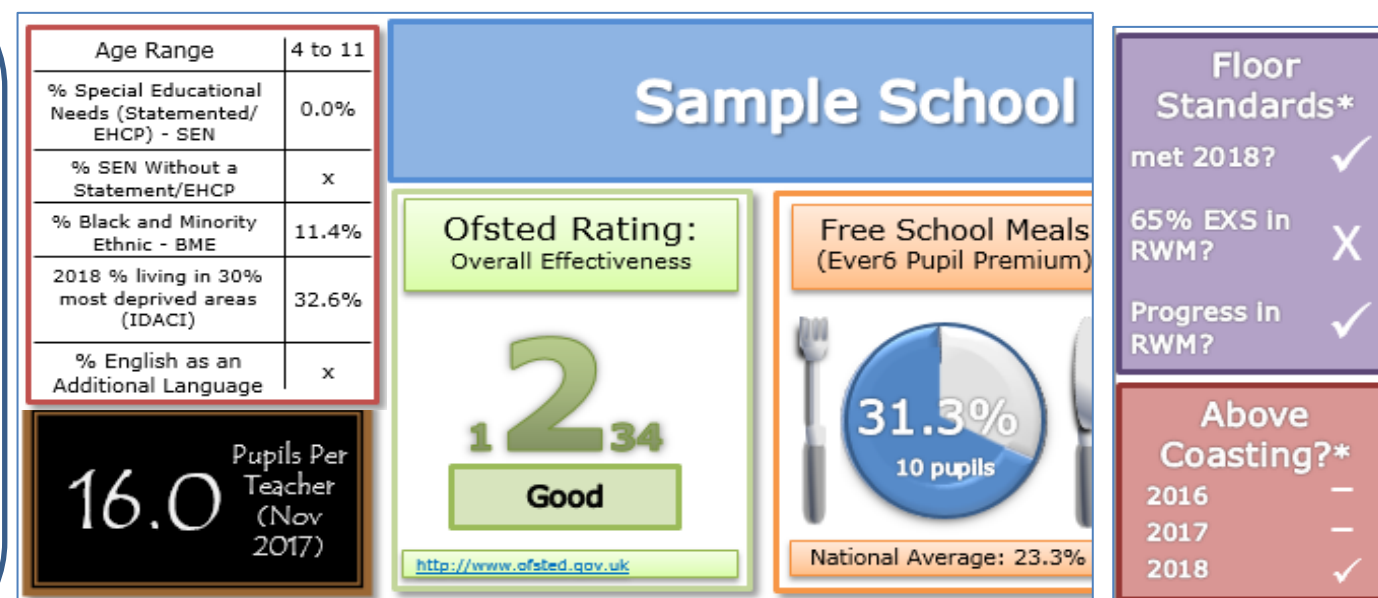 Age Range 4 to 11
% Special Educational
Needs (Statemented/
EHCP) - SEN
0.0%
% SEN Without a
Statement/EHCP
x
% Black and Minority
Ethnic - BME
11.4%
2018 % living in 30%
most deprived areas
(IDACI)
32.6%
% English as an
Additional Language
x
16.0
Pupils Per
Teacher
(Nov
2017)
Sample School
Ofsted Rating:
Overall Effectiveness
1 2 3 4
Good
http://www.ofsted.gov.uk
Free School Meals
(Ever6 Pupil Premium)
31.3%
10 pupils
National Average: 23.3%
Floor
Standards*
met 2018? ✓
65% EXS in
RWM?
X
Progress in
RWM?
✓
Above
Coasting?*
2016 –
2017 –
2018 ✓